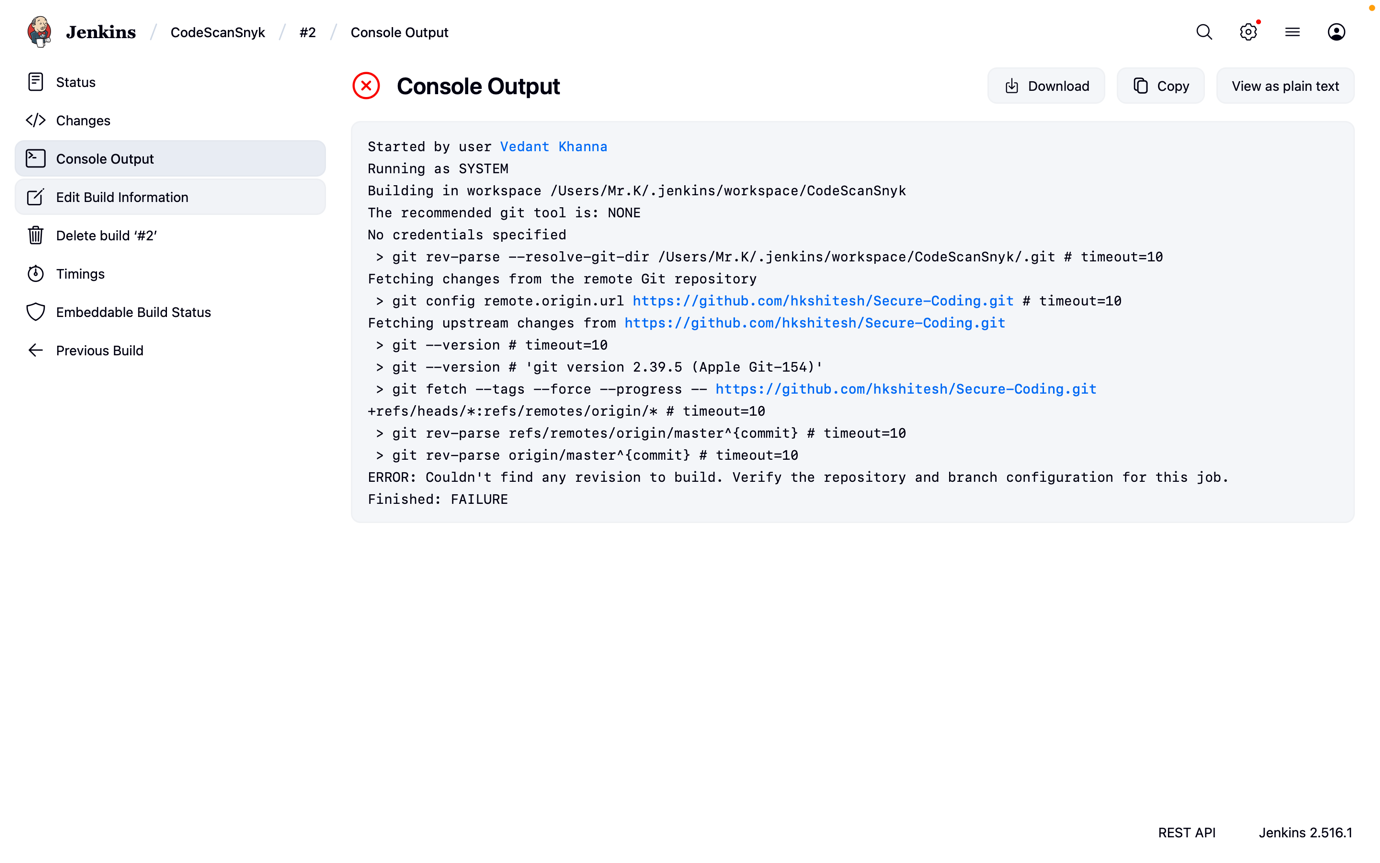 Jenkins / CodeScanSnyk / #2 / Console Output
Status
Changes
Console Output
Edit Build Information
Delete build ‘#2’
Timings
Embeddable Build Status
Previous Build
Console Output
Download
Copy
View as plain text
Started by user Vedant Khanna
Running as SYSTEM
Building in workspace /Users/Mr.K/.jenkins/workspace/CodeScanSnyk
The recommended git tool is: NONE
No credentials specified
 > git rev-parse --resolve-git-dir /Users/Mr.K/.jenkins/workspace/CodeScanSnyk/.git # timeout=10
Fetching changes from the remote Git repository
 > git config remote.origin.url https://github.com/hkshitesh/Secure-Coding.git # timeout=10
Fetching upstream changes from https://github.com/hkshitesh/Secure-Coding.git
 > git --version # timeout=10
 > git --version # 'git version 2.39.5 (Apple Git-154)'
 > git fetch --tags --force --progress -- https://github.com/hkshitesh/Secure-Coding.git
+refs/heads/*:refs/remotes/origin/* # timeout=10
 > git rev-parse refs/remotes/origin/master^{commit} # timeout=10
 > git rev-parse origin/master^{commit} # timeout=10
ERROR: Couldn't find any revision to build. Verify the repository and branch configuration for this job.
Finished: FAILURE
REST API
Jenkins 2.516.1